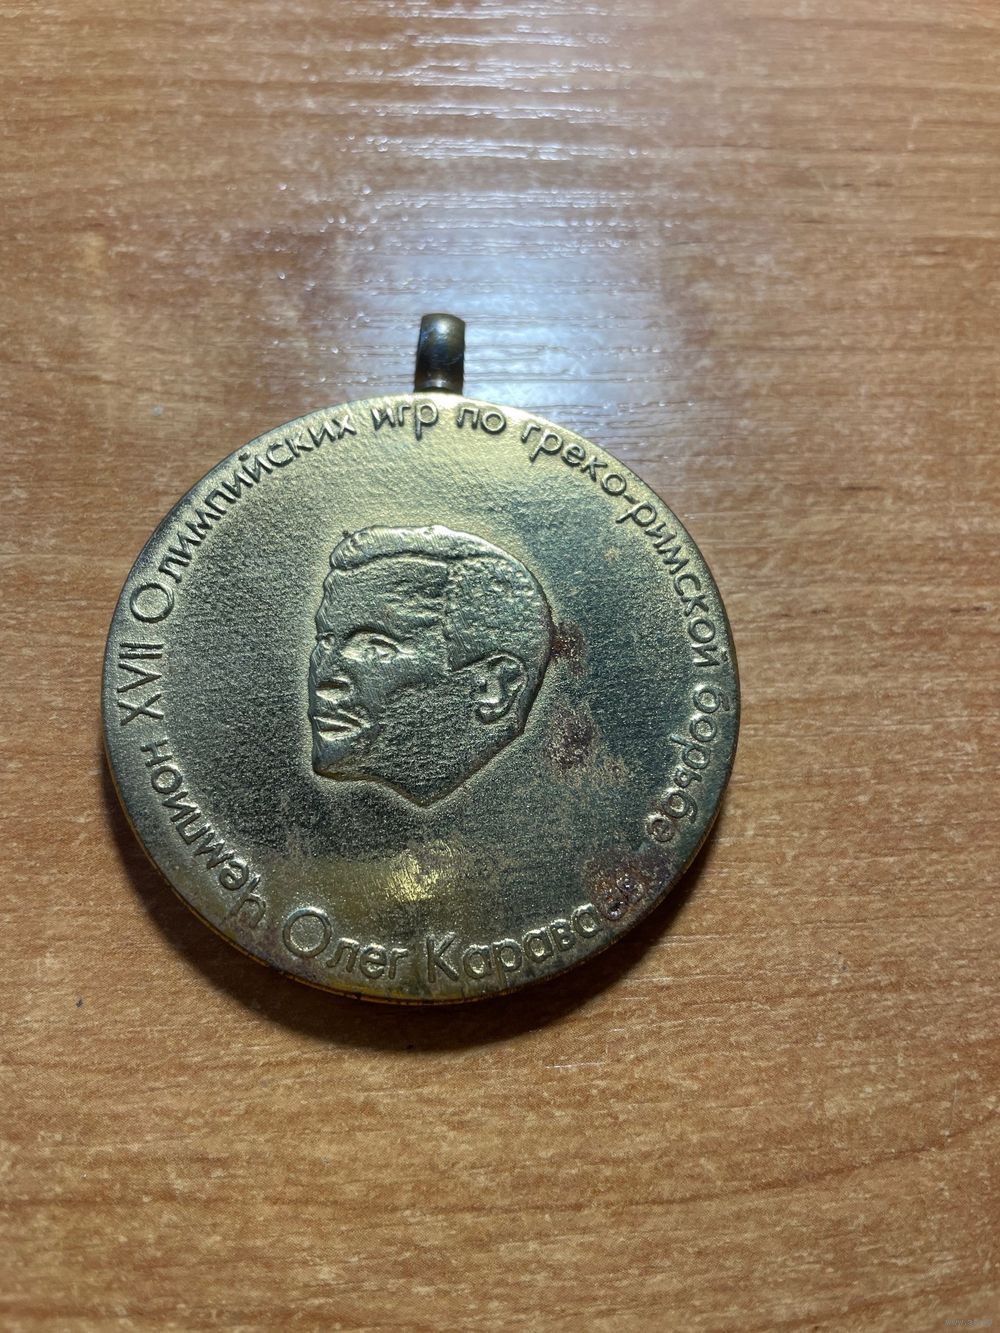 чемпион XVII Олимпийских игр по греко-римской борьбе
Олег Караваев